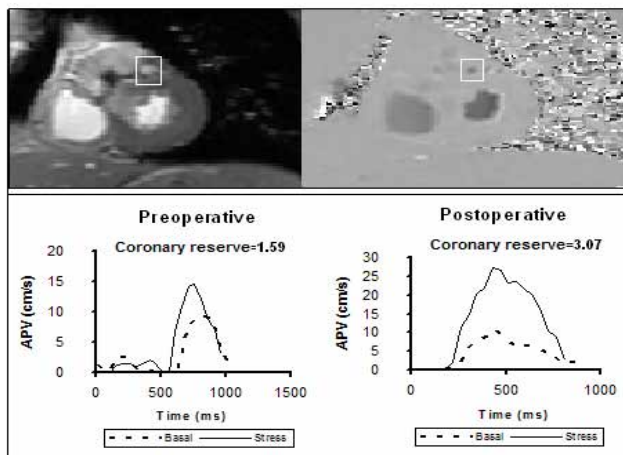 Preoperative
Coronary reserve=1.59
APV (cm/s)
20
15
10
5
0
0 500 1000 1500
Time (ms)
Basal Stress
Postoperative
Coronary reserve=3.07
APV (cm/s)
30
25
20
15
10
5
0
0 500 1000
Time (ms)
Basal Stress